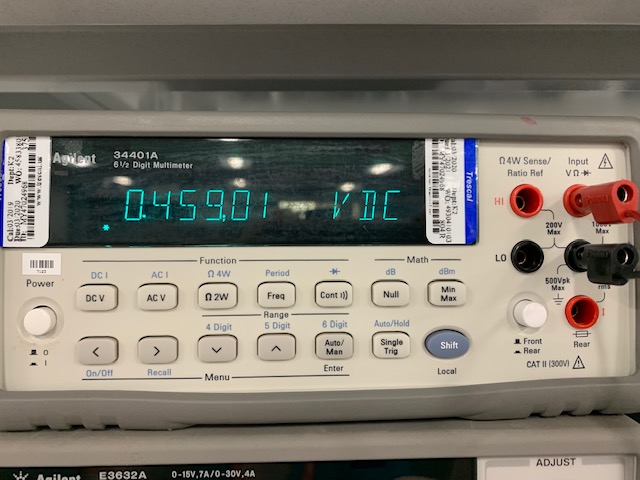 Agilent
34401A
6½ Digit Multimeter
Trescal
0.459,01 VDC
*
Ω 4W Sense/
Ratio Ref
Input
V Ω
HI
200V
Max
1000V
Max
LO
500Vpk
Max
rms
I
Front
Rear
Rear
CAT II (300V)
Power
0
I
Function
Math
DC I
AC I
Ω 4W
Period
dB
dBm
DC V
AC V
Ω 2W
Freq
Cont
Null
Min
Max
Range
4 Digit
5 Digit
6 Digit
Auto/Hold
<
>
Auto/
Man
Single
Trig
Shift
On/Off
Recall
Menu
Enter
Local
Agilent
E3632A
0-15V,7A/0-30V,4A
ADJUST